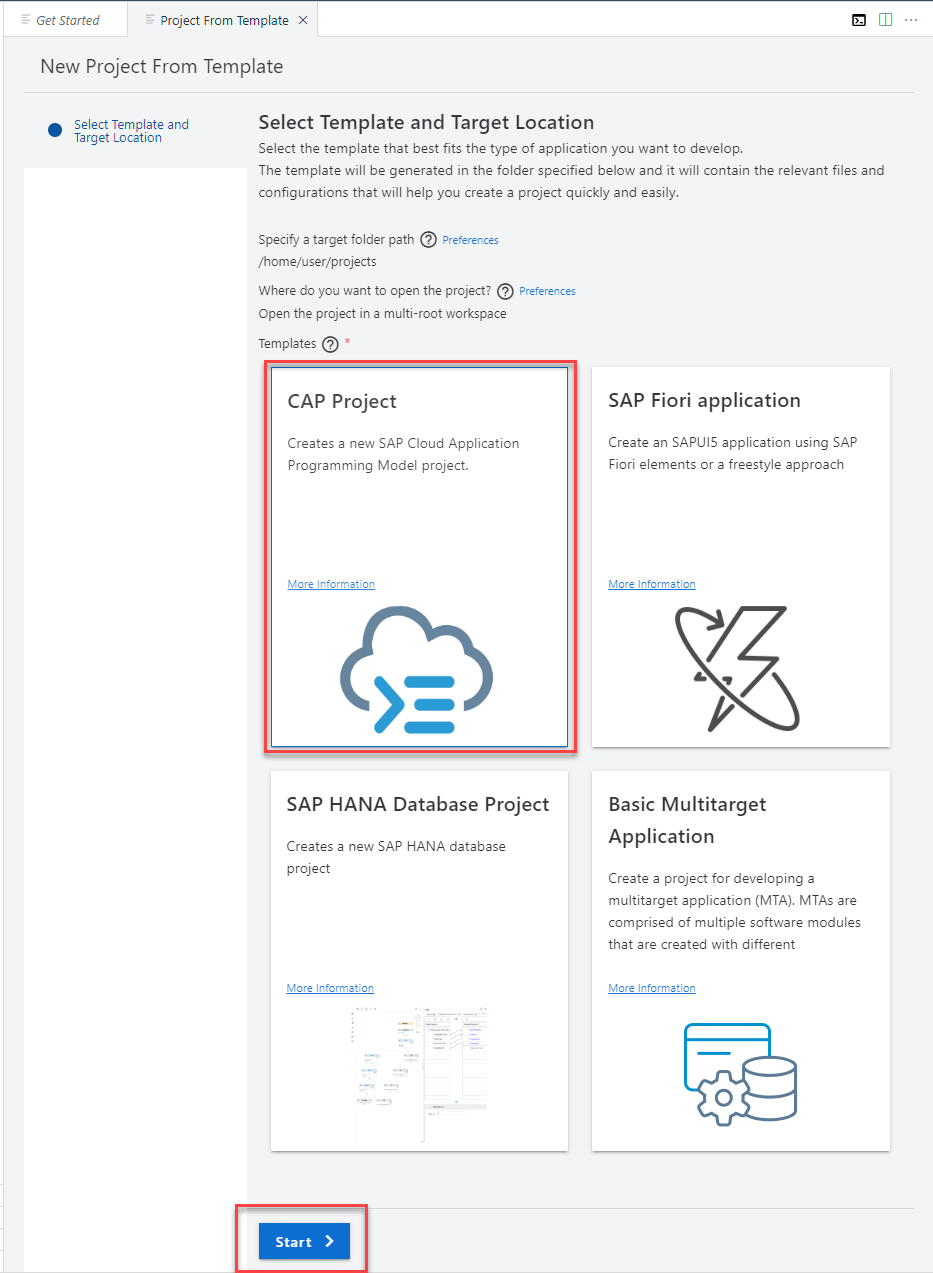 Get Started
Project From Template
New Project From Template
Select Template and
Target Location
Select Template and Target Location
Select the template that best fits the type of application you want to develop.
The template will be generated in the folder specified below and it will contain the relevant files and
configurations that will help you create a project quickly and easily.
Specify a target folder path ? Preferences
/home/user/projects
Where do you want to open the project? ? Preferences
Open the project in a multi-root workspace
Templates ? *
CAP Project
Creates a new SAP Cloud Application
Programming Model project.
More Information
SAP Fiori application
Create an SAPUI5 application using SAP
Fiori elements or a freestyle approach
More Information
SAP HANA Database Project
Creates a new SAP HANA database
project
More Information
Basic Multitarget
Application
Create a project for developing a
multitarget application (MTA). MTAs are
comprised of multiple software modules
that are created with different
More Information
Start